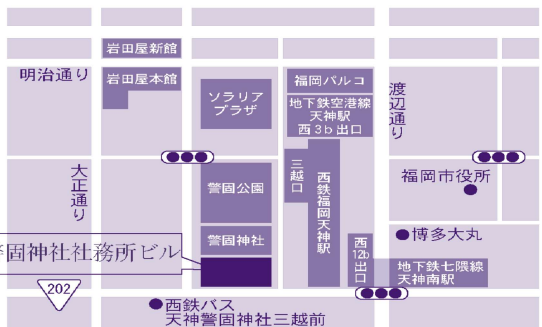 岩田屋新館
明治通り
岩田屋本館
ソラリア
プラザ
福岡パルコ
地下鉄空港線
天神駅
西3b出口
渡辺通り
大正通り
警固公園
三越口
西鉄福岡天神駅
福岡市役所
警固神社
博多大丸
警固神社社務所ビル
西12b出口
地下鉄七隈線
天神南駅
202
西鉄バス
天神警固神社三越前